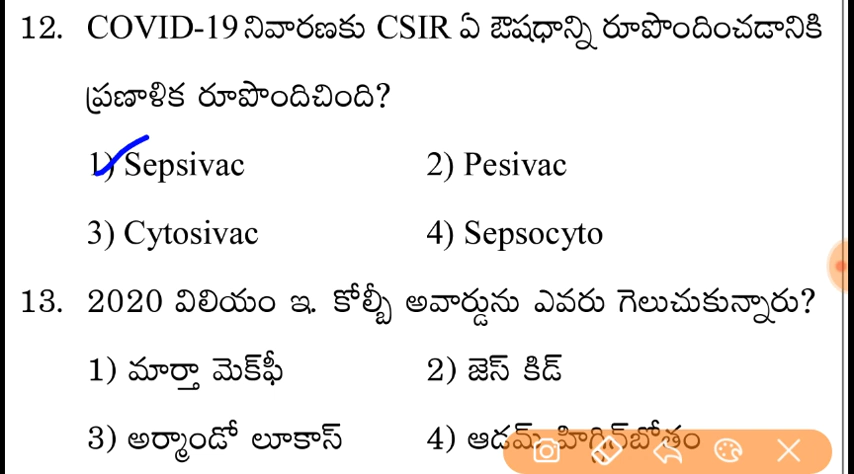 12. COVID-19 నివారణకు CSIR ఏ ఔషధాన్ని రూపొందించడానికి
ప్రణాళిక రూపొందిచింది?
1) Sepsivac 2) Pesivac
3) Cytosivac 4) Sepsocyto
13. 2020 విలియం ఇ. కోల్బీ అవార్డును ఎవరు గెలుచుకున్నారు?
1) మార్తా మెక్‌ఫీ 2) జెస్ కిడ్
3) అర్మాండో లూకాస్ 4) ఆడమ్ హిగ్గిన్‌బోతం